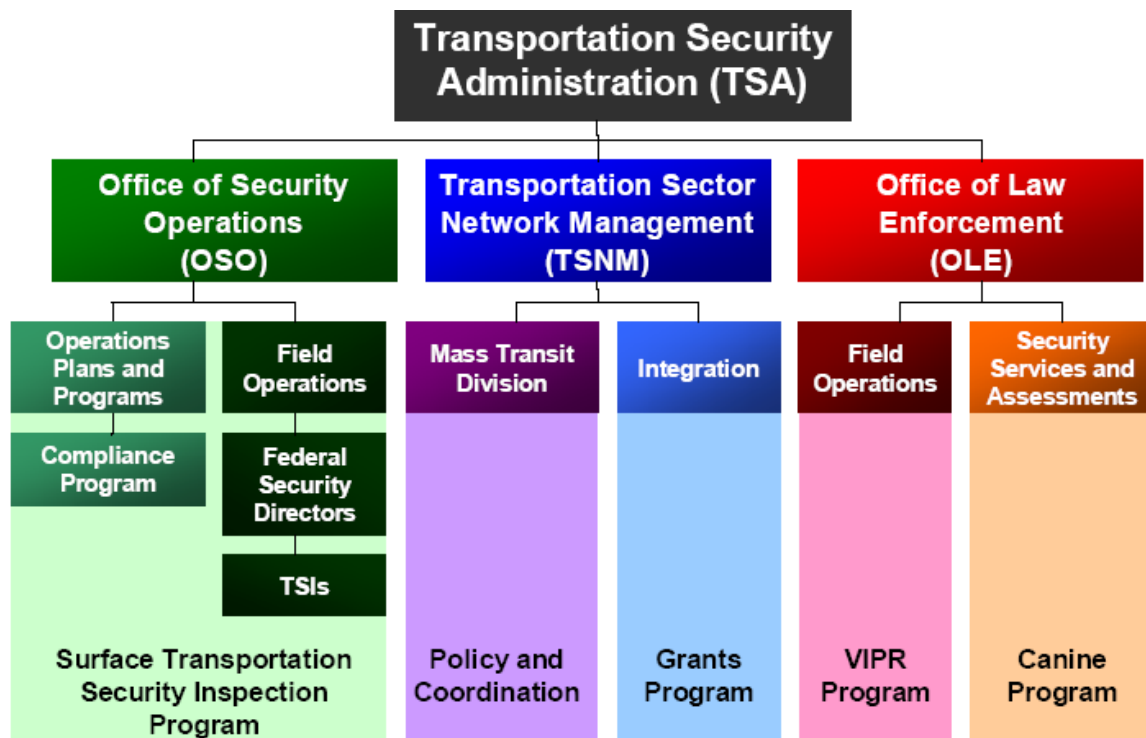 Transportation Security
Administration (TSA)
Office of Security
Operations
(OSO)
Transportation Sector
Network Management
(TSNM)
Office of Law
Enforcement
(OLE)
Operations
Plans and
Programs
Field
Operations
Mass Transit
Division
Integration
Field
Operations
Security
Services and
Assessments
Compliance
Program
Federal
Security
Directors
TSIs
Surface Transportation
Security Inspection
Program
Policy and
Coordination
Grants
Program
VIPR
Program
Canine
Program